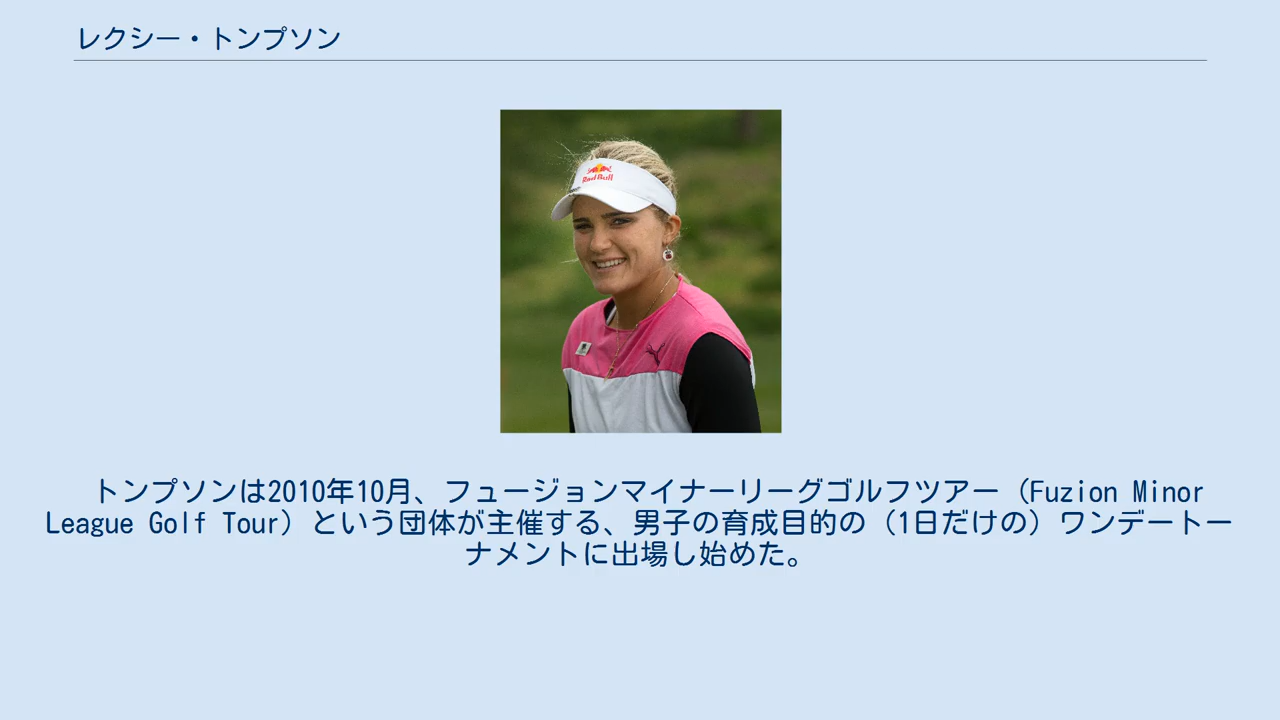 レクシー・トンプソン
Red Bull
トンプソンは2010年10月、フュージョンマイナーリーグゴルフツアー（Fuzion Minor
League Golf Tour）という団体が主催する、男子の育成目的の（1日だけの）ワンデートー
ナメントに出場し始めた。